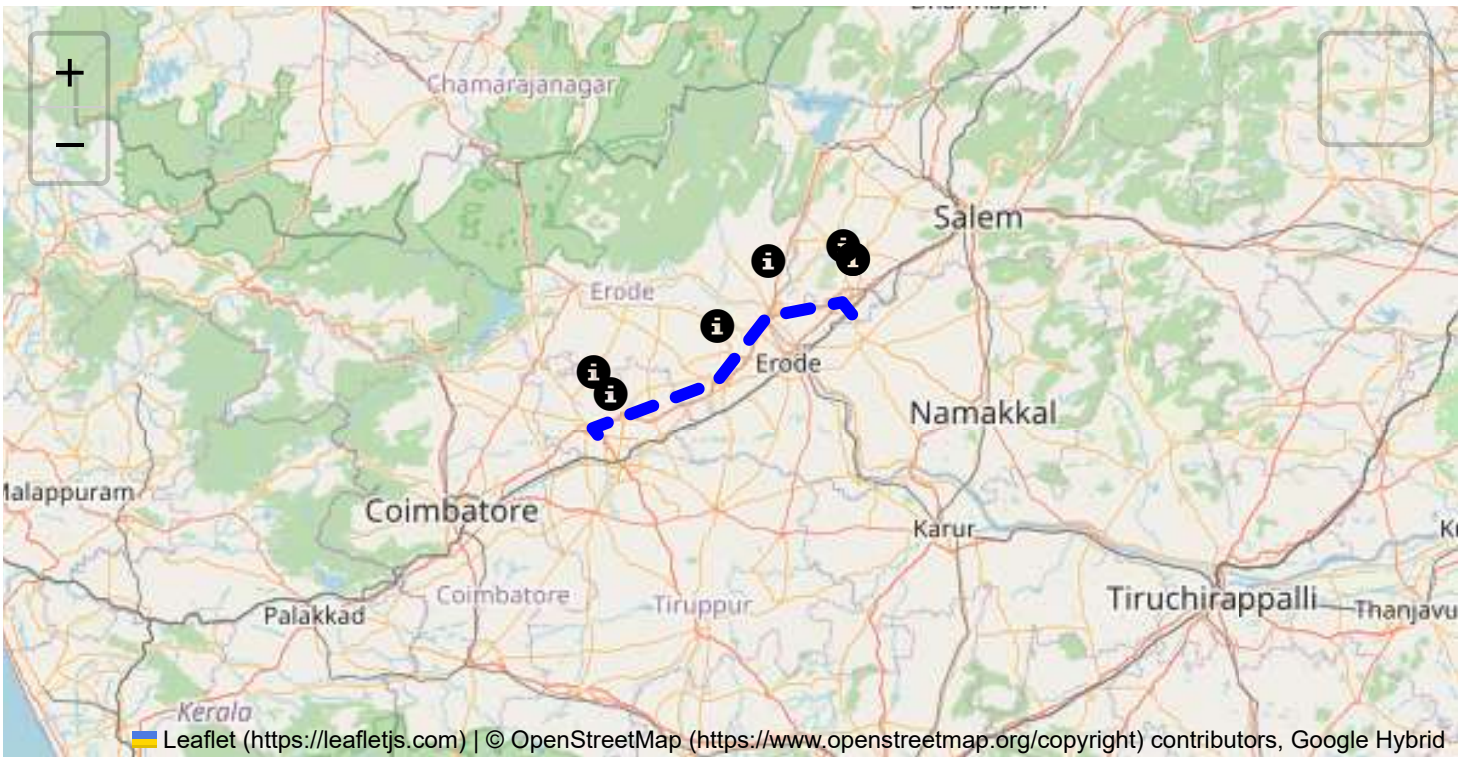 +
Chamarajanagar
−
Salem
Erode
Erode
Namakkal
Malappuram
Coimbatore
Karur
Coimbatore
Tiruppur
Tiruchirappalli
Thanjavu
Palakkad
Kerala
Leaflet (https://leafletjs.com) | © OpenStreetMap (https://www.openstreetmap.org/copyright) contributors, Google Hybrid